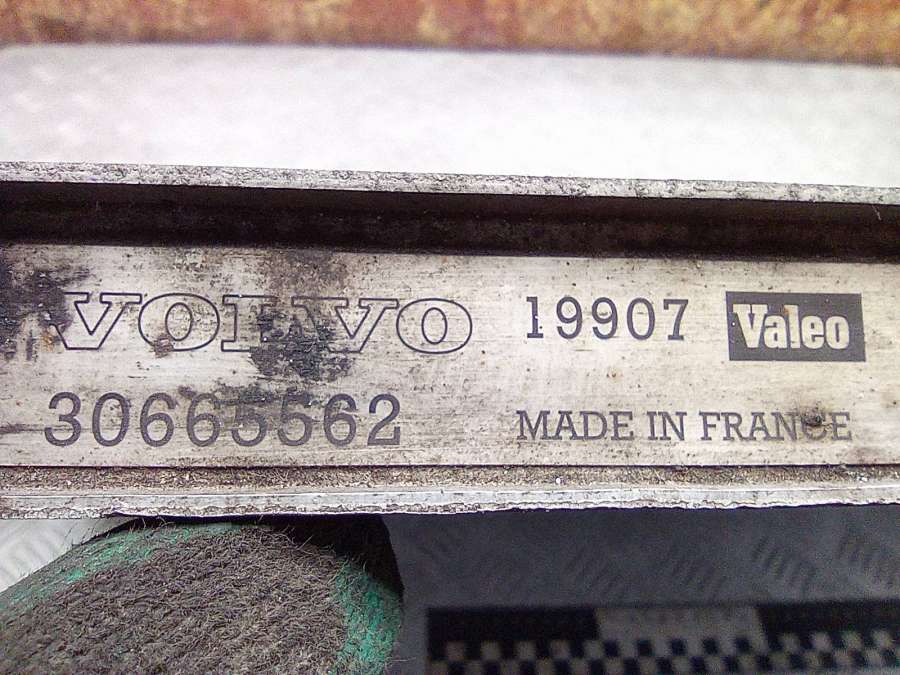 VOLVO 19907 Valeo
30665562 MADE IN FRANCE